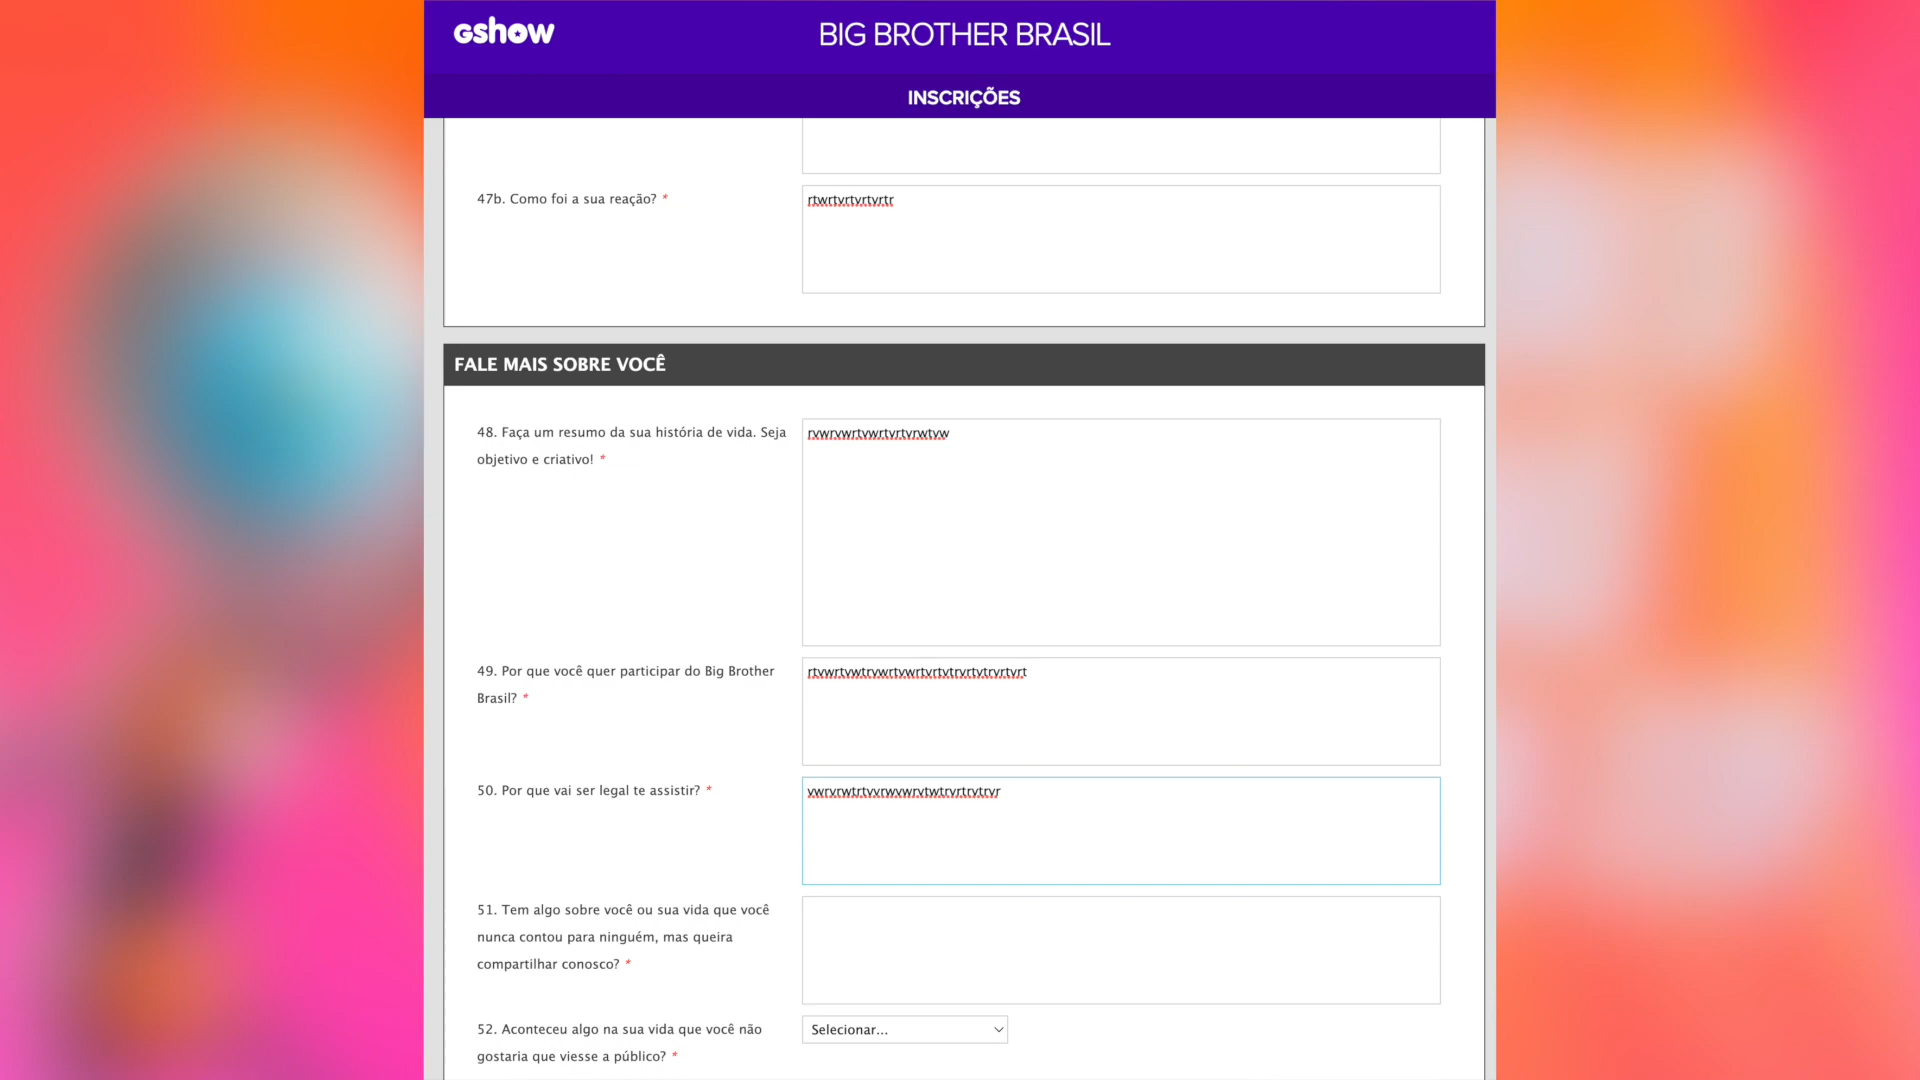 Gshow
BIG BROTHER BRASIL
INSCRIÇÕES
47b. Como foi a sua reação? *
rtwrtvrtvrtvrtr
FALE MAIS SOBRE VOCÊ
48. Faça um resumo da sua história de vida. Seja
objetivo e criativo! *
rvwrvwrtvwrtvrtvrwtvw
49. Por que você quer participar do Big Brother
Brasil? *
rtvwrtvwtrvwrtvwrtvrtvtrvrtvtrvrtvrt
50. Por que vai ser legal te assistir? *
vwrvrwtrtvvrwvwrvtwtrvrtrvtrvr
51. Tem algo sobre você ou sua vida que você
nunca contou para ninguém, mas queira
compartilhar conosco? *
52. Aconteceu algo na sua vida que você não
gostaria que viesse a público? *
Selecionar...